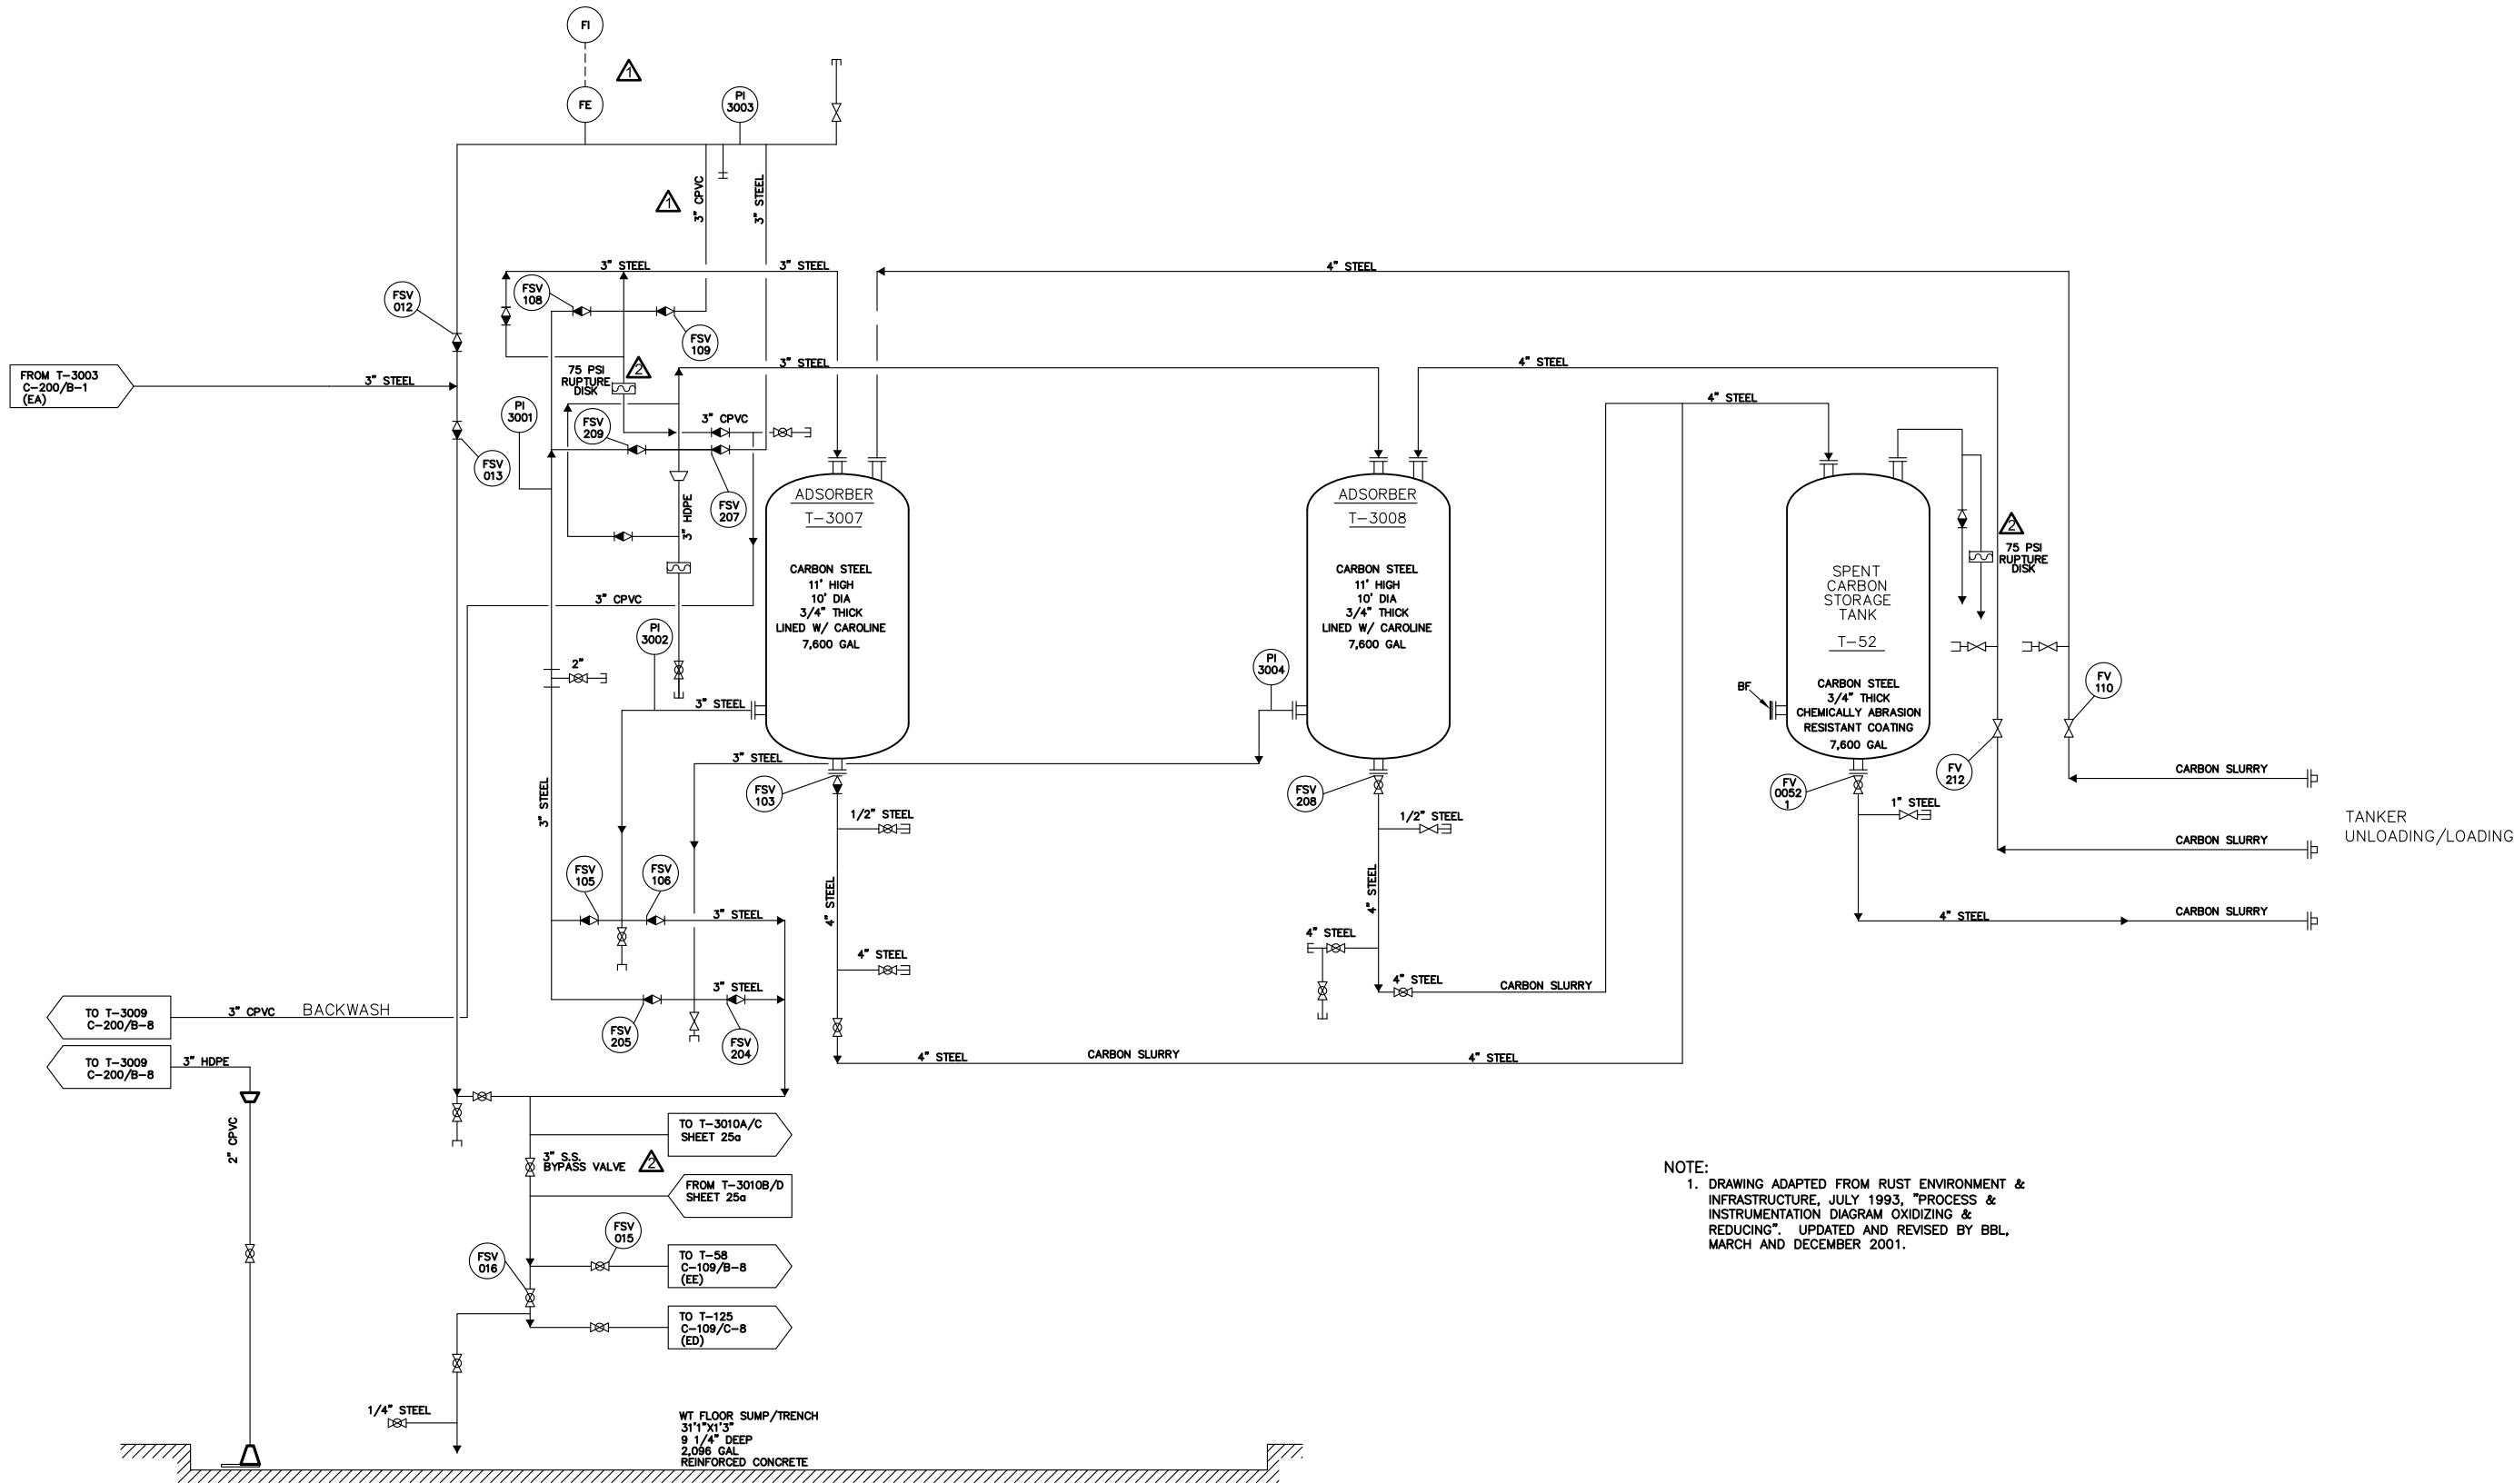 FI
1
FE
PI
3003
1
3" CPVC
3" STEEL
3" STEEL
3" STEEL
4" STEEL
FSV
012
FSV
108
FSV
109
FROM T-3003
C-200/B-1
(EA)
3" STEEL
75 PSI
RUPTURE
DISK
2
3" STEEL
4" STEEL
4" STEEL
PI
3001
FSV
209
3" CPVC
FSV
013
FSV
207
3" HDPE
ADSORBER
T-3007
CARBON STEEL
11' HIGH
10' DIA
3/4" THICK
LINED W/ CAROLINE
7,600 GAL
ADSORBER
T-3008
CARBON STEEL
11' HIGH
10' DIA
3/4" THICK
LINED W/ CAROLINE
7,600 GAL
SPENT
CARBON
STORAGE
TANK
T-52
CARBON STEEL
3/4" THICK
CHEMICALLY ABRASION
RESISTANT COATING
7,600 GAL
2
75 PSI
RUPTURE
DISK
3" CPVC
PI
3002
2"
3" STEEL
PI
3004
BF
FV
110
3" STEEL
3" STEEL
FSV
103
FSV
208
FV
0052
1
FV
212
CARBON SLURRY
1/2" STEEL
1/2" STEEL
1" STEEL
CARBON SLURRY
TANKER
UNLOADING/LOADING
FSV
105
FSV
106
3" STEEL
4" STEEL
4" STEEL
4" STEEL
CARBON SLURRY
4" STEEL
4" STEEL
3" STEEL
4" STEEL
CARBON SLURRY
FSV
205
FSV
204
TO T-3009
C-200/B-8
3" CPVC
BACKWASH
TO T-3009
C-200/B-8
3" HDPE
4" STEEL
CARBON SLURRY
4" STEEL
2" CPVC
TO T-3010A/C
SHEET 25a
3" S.S.
BYPASS VALVE
2
FROM T-3010B/D
SHEET 25a
FSV
015
FSV
016
TO T-58
C-109/B-8
(EE)
TO T-125
C-109/C-8
(ED)
NOTE:
1. DRAWING ADAPTED FROM RUST ENVIRONMENT &
INFRASTRUCTURE, JULY 1993, "PROCESS &
INSTRUMENTATION DIAGRAM OXIDIZING &
REDUCING". UPDATED AND REVISED BY BBL,
MARCH AND DECEMBER 2001.
1/4" STEEL
WT FLOOR SUMP/TRENCH
31'1"X1'3"
9 1/4" DEEP
2,096 GAL
REINFORCED CONCRETE